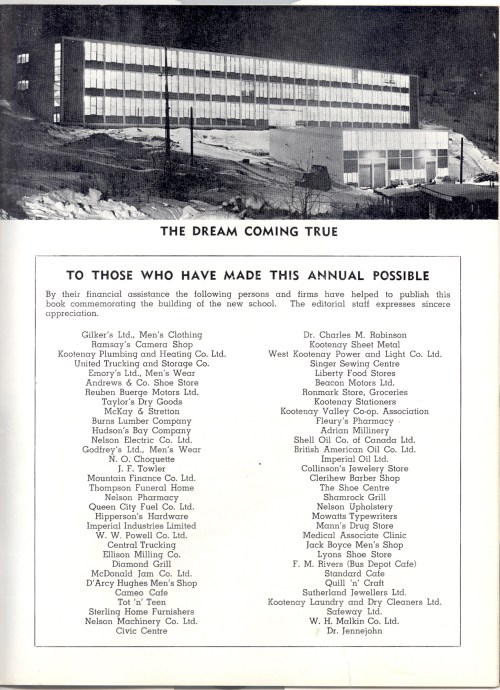 THE DREAM COMING TRUE
TO THOSE WHO HAVE MADE THIS ANNUAL POSSIBLE
By their financial assistance the following persons and firms have helped to publish this
book commemorating the building of the new school. The editorial staff expresses sincere
appreciation.
Gilker's Ltd., Men's Clothing
Ramsay's Camera Shop
Kootenay Plumbing and Heating Co. Ltd.
United Trucking and Storage Co.
Emory's Ltd., Men's Wear
Andrews & Co. Shoe Store
Reuben Buerge Motors Ltd.
Taylor's Dry Goods
McKay & Stretton
Burns Lumber Company
Hudson's Bay Company
Nelson Electric Co. Ltd.
Godfrey's Ltd., Men's Wear
N. O. Choquette
J. F. Towler
Mountain Finance Co. Ltd.
Thompson Funeral Home
Nelson Pharmacy
Queen City Fuel Co. Ltd.
Hipperson's Hardware
Imperial Industries Limited
W. W. Powell Co. Ltd.
Central Trucking
Ellison Milling Co.
Diamond Grill
McDonald Jam Co. Ltd.
D'Arcy Hughes Men's Shop
Cameo Cafe
Tot 'n' Teen
Sterling Home Furnishers
Nelson Machinery Co. Ltd.
Civic Centre
Dr. Charles M. Robinson
Kootenay Sheet Metal
West Kootenay Power and Light Co. Ltd.
Singer Sewing Centre
Liberty Food Stores
Beacon Motors Ltd.
Ronmark Store, Groceries
Kootenay Stationers
Kootenay Valley Co-op. Association
Fleury's Pharmacy
Adrian Millinery
Shell Oil Co. of Canada Ltd.
British American Oil Co. Ltd.
Imperial Oil Ltd.
Collinson's Jewelery Store
Clerihew Barber Shop
The Shoe Centre
Shamrock Grill
Nelson Upholstery
Mowatts Typewriters
Mann's Drug Store
Medical Associate Clinic
Jack Boyce Men's Shop
Lyons Shoe Store
F. M. Rivers (Bus Depot Cafe)
Standard Cafe
Quill 'n' Craft
Sutherland Jewellers Ltd.
Kootenay Laundry and Dry Cleaners Ltd.
Safeway Ltd.
W. H. Malkin Co. Ltd.
Dr. Jennejohn